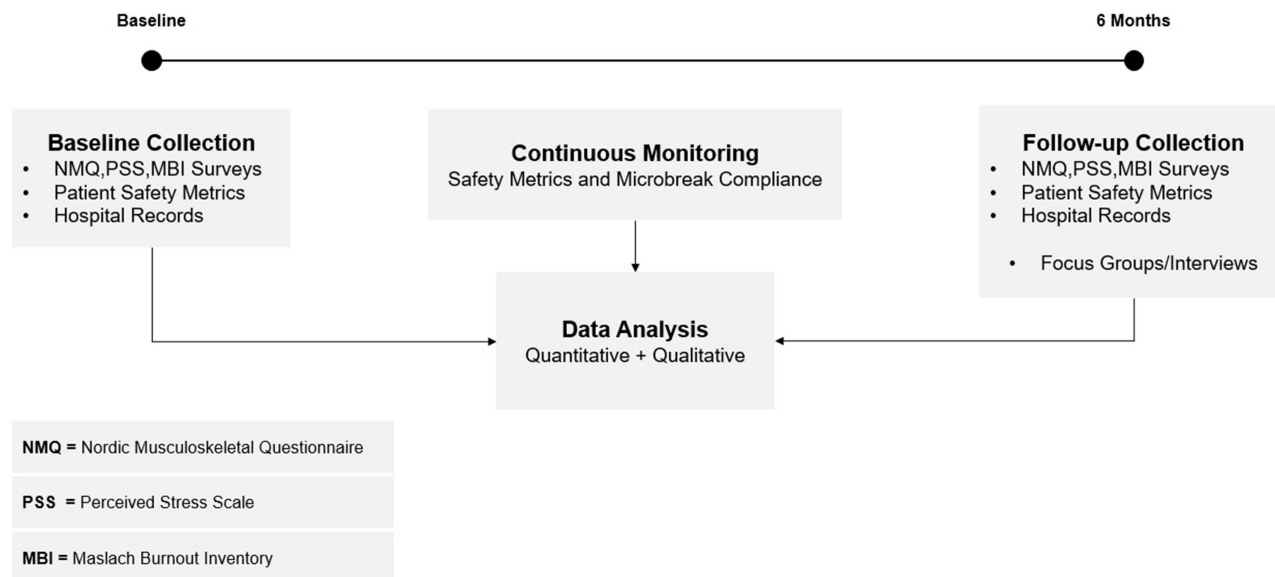 Baseline
6 Months
Baseline Collection
• NMQ,PSS,MBI Surveys
• Patient Safety Metrics
• Hospital Records
Continuous Monitoring
Safety Metrics and Microbreak Compliance
Follow-up Collection
• NMQ,PSS,MBI Surveys
• Patient Safety Metrics
• Hospital Records
• Focus Groups/Interviews
Data Analysis
Quantitative + Qualitative
NMQ = Nordic Musculoskeletal Questionnaire
PSS = Perceived Stress Scale
MBI = Maslach Burnout Inventory